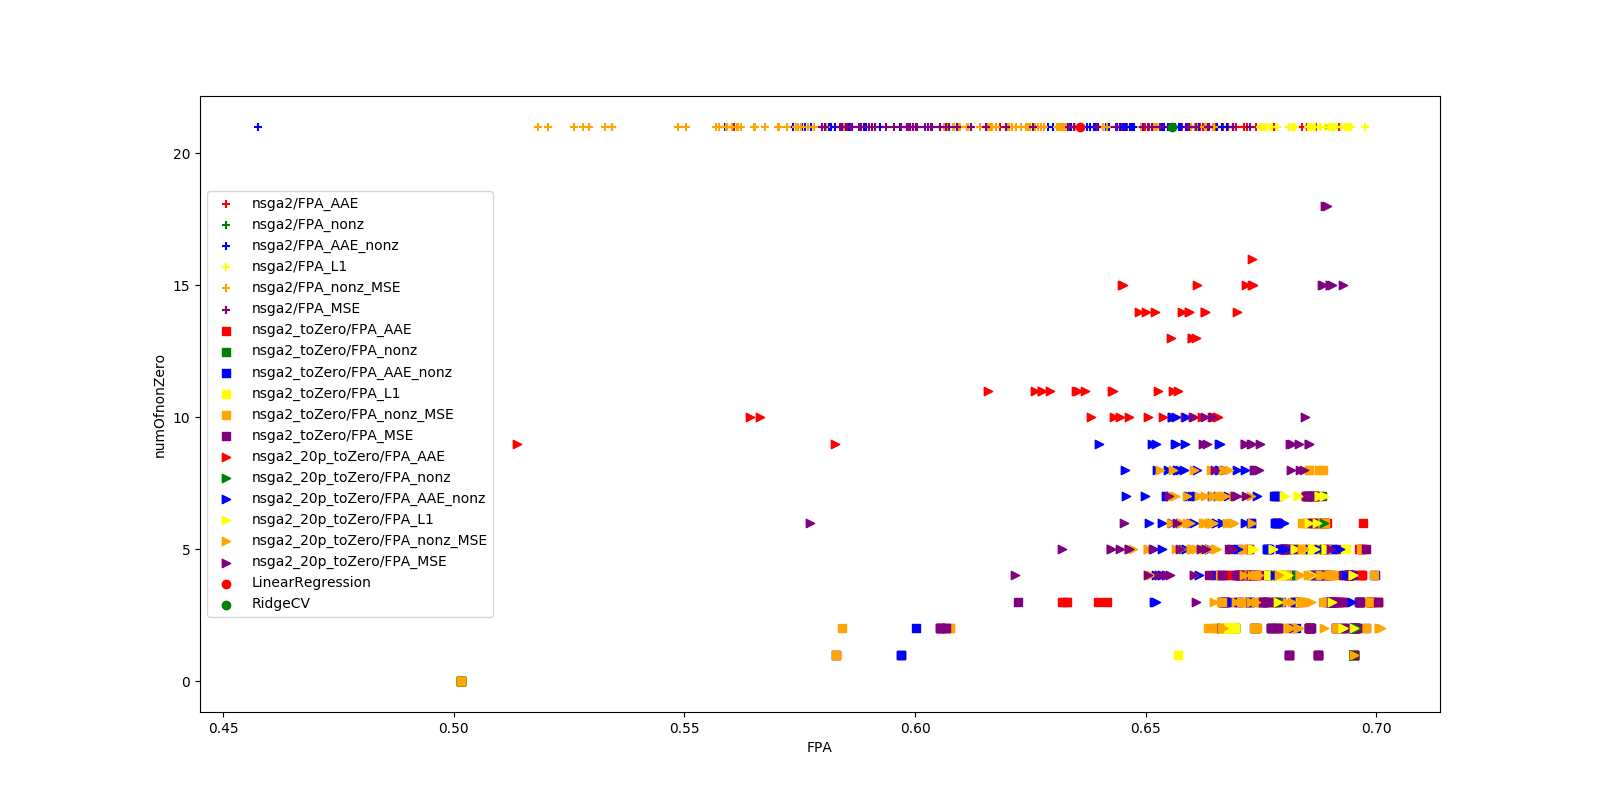 20
15
10
5
0
numOfnonZero
nsga2/FPA_AAE
nsga2/FPA_nonz
nsga2/FPA_AAE_nonz
nsga2/FPA_L1
nsga2/FPA_nonz_MSE
nsga2/FPA_MSE
nsga2_toZero/FPA_AAE
nsga2_toZero/FPA_nonz
nsga2_toZero/FPA_AAE_nonz
nsga2_toZero/FPA_L1
nsga2_toZero/FPA_nonz_MSE
nsga2_toZero/FPA_MSE
nsga2_20p_toZero/FPA_AAE
nsga2_20p_toZero/FPA_nonz
nsga2_20p_toZero/FPA_AAE_nonz
nsga2_20p_toZero/FPA_L1
nsga2_20p_toZero/FPA_nonz_MSE
nsga2_20p_toZero/FPA_MSE
LinearRegression
RidgeCV
0.45 0.50 0.55 0.60 0.65 0.70
FPA